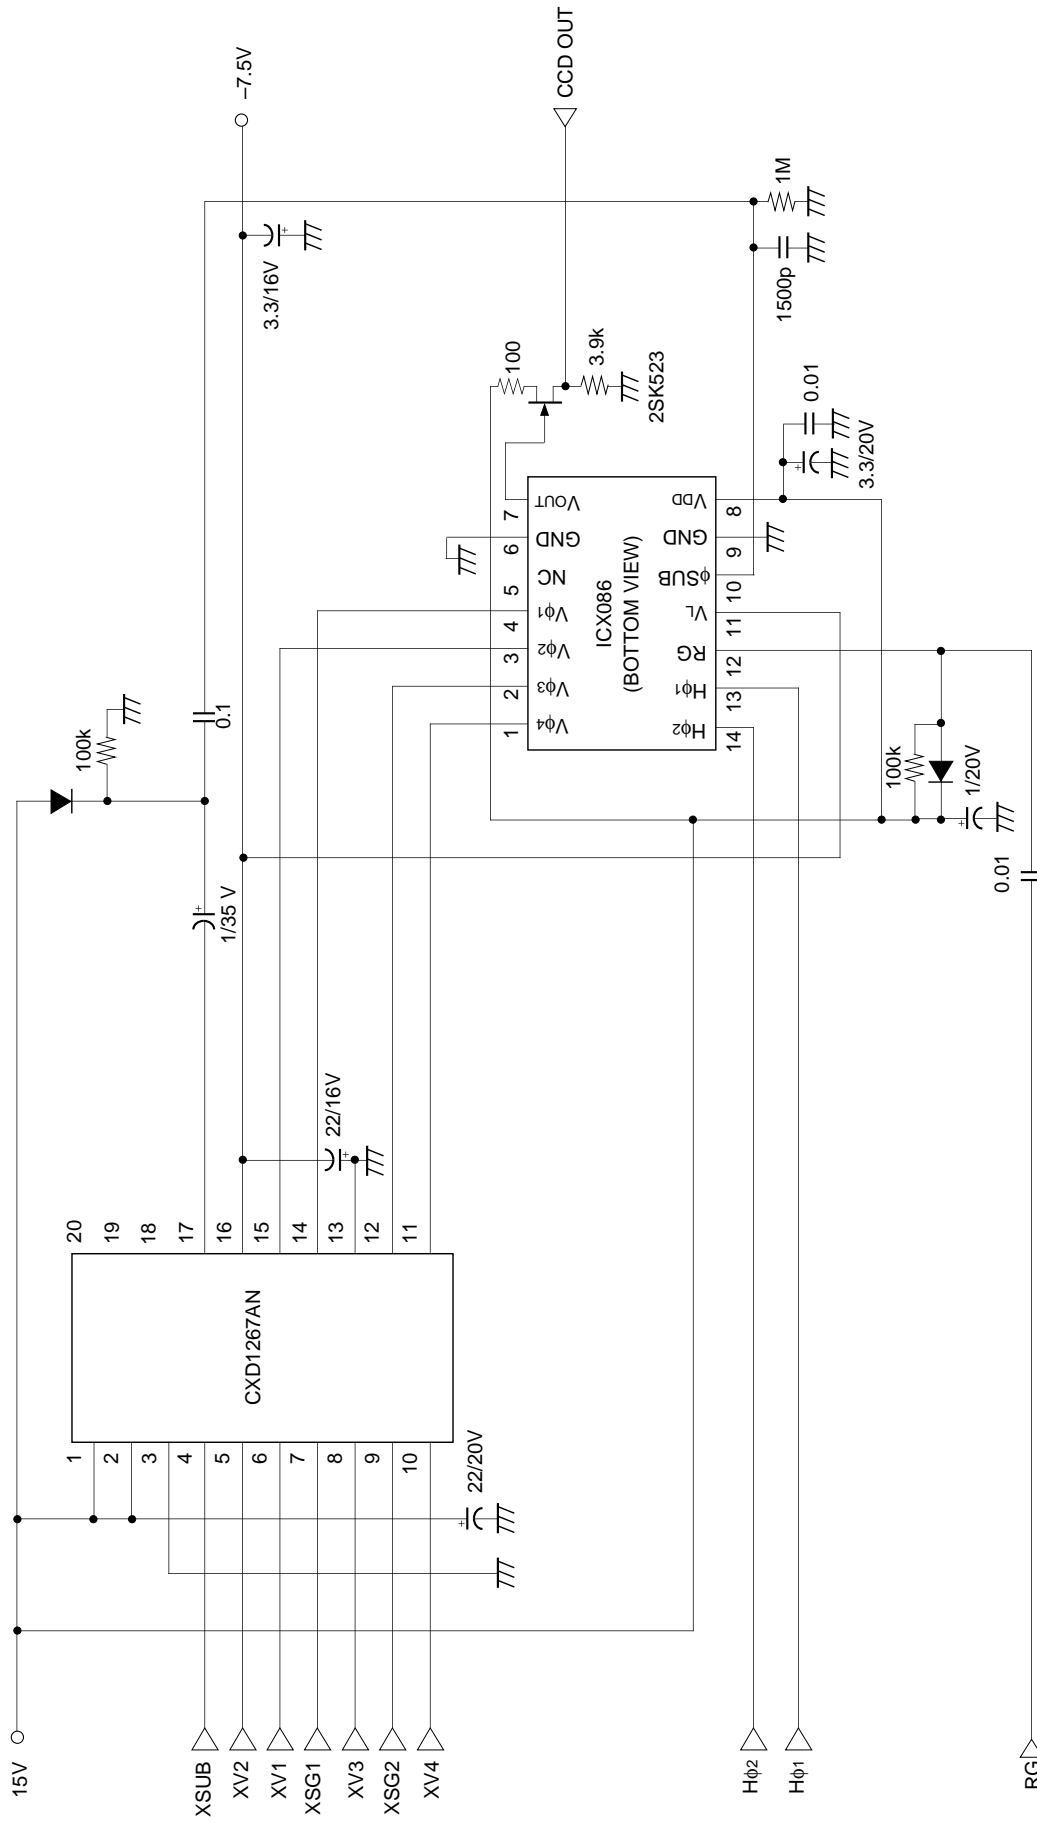 15V
XSUB
XV2
XV1
XSG1
XV3
XSG2
XV4
Hϕ2
Hϕ1
RG
22/20V
1
2
3
4
5
6
7
8
9
10
CXD1267AN
20
19
18
17
16
15
14
13
12
11
22/16V
1/35 V
100k
0.1
3.3/16V
–7.5V
CCD OUT
100
3.9k
2SK523
1M
1500p
0.01
3.3/20V
1
2
3
4
5
6
7
Vϕ4
Vϕ3
Vϕ2
Vϕ1
NC
GND
VOUT
ICX086
(BOTTOM VIEW)
Hϕ2
Hϕ1
RG
VL
ϕSUB
GND
VDD
14
13
12
11
10
9
8
100k
1/20V
0.01